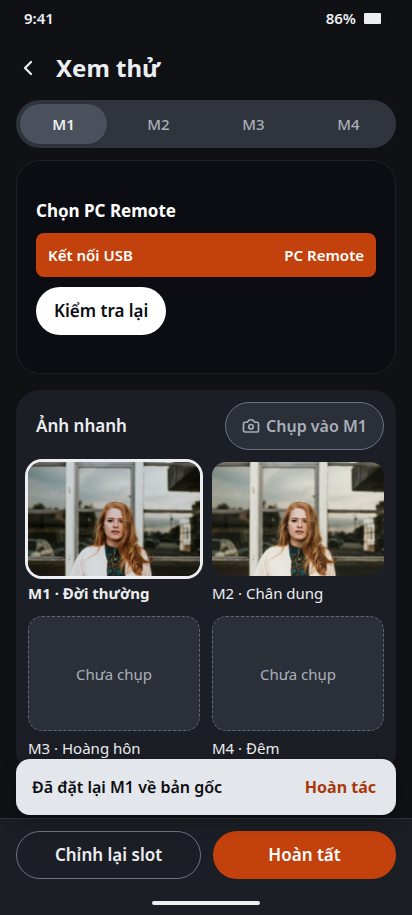 9:41
86%
Xem thử
M1
M2
M3
M4
Chọn PC Remote
Kết nối USB
PC Remote
Kiểm tra lại
Ảnh nhanh
Chụp vào M1
M1 · Đời thường
M2 · Chân dung
Chưa chụp
Chưa chụp
M3 · Hoàng hôn
M4 · Đêm
Đã đặt lại M1 về bản gốc
Hoàn tác
Chỉnh lại slot
Hoàn tất